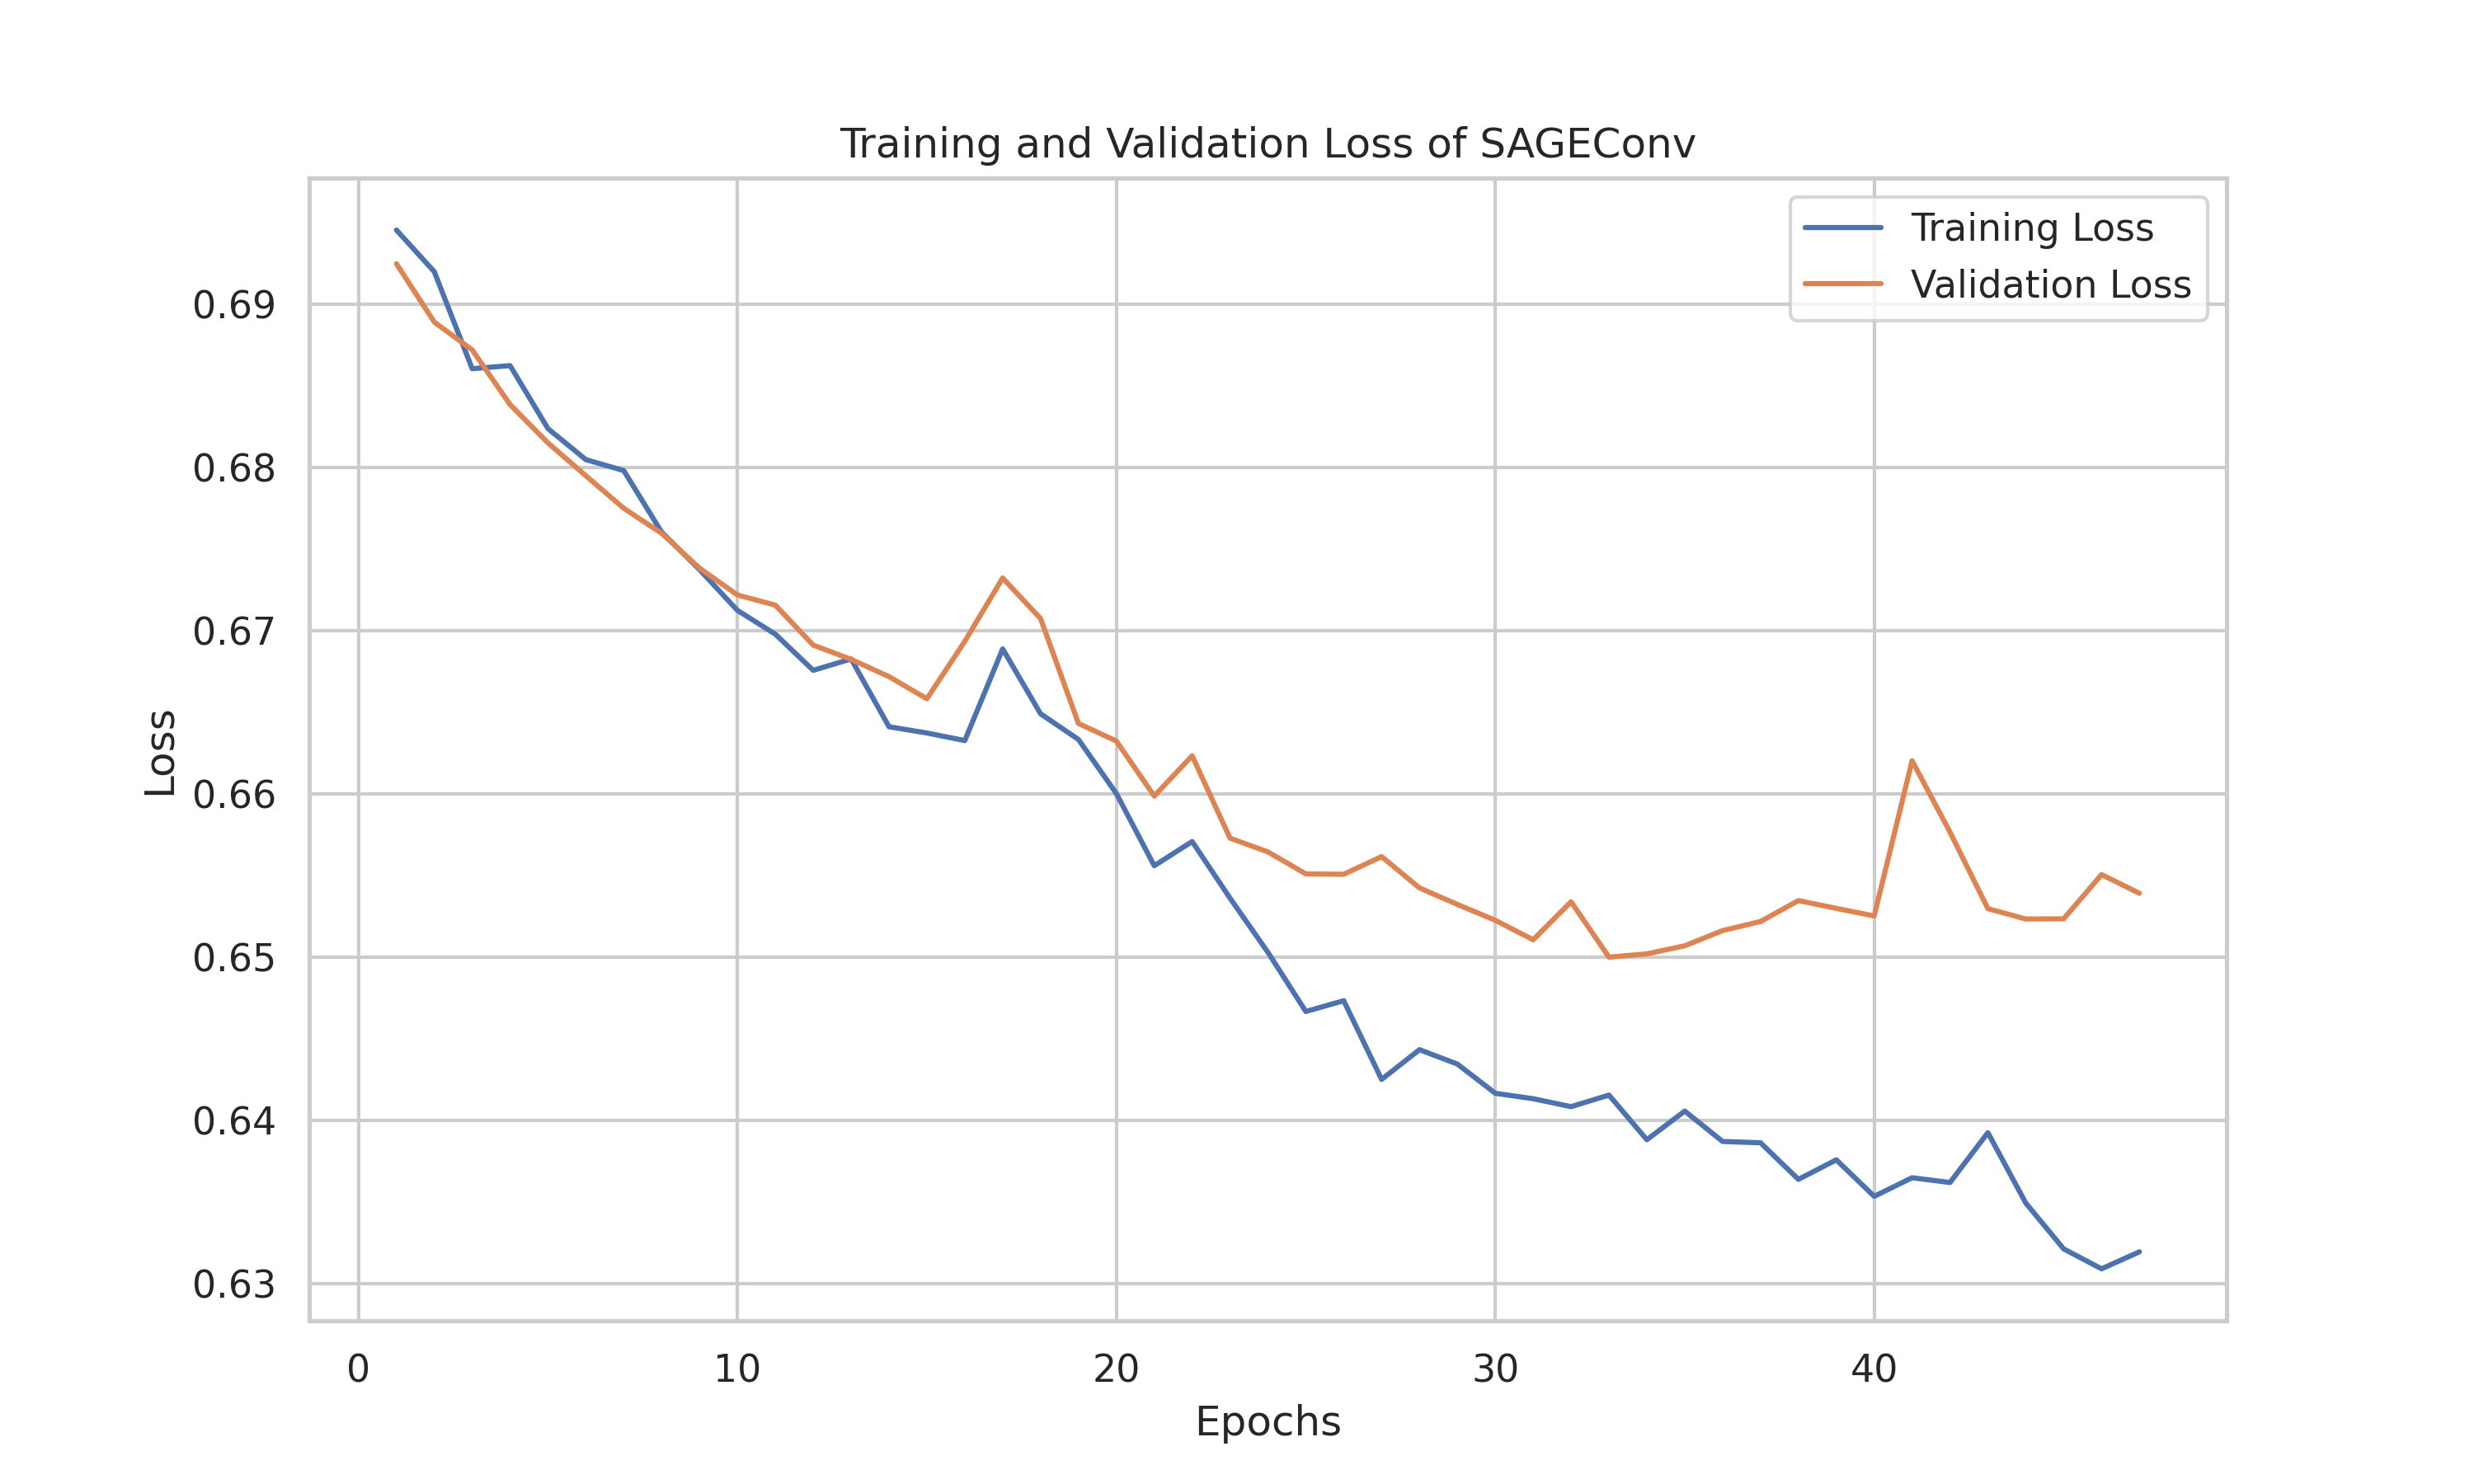 Training and Validation Loss of SAGEConv
Training Loss
Validation Loss
Loss
0.69
0.68
0.67
0.66
0.65
0.64
0.63
0
10
20
30
40
Epochs